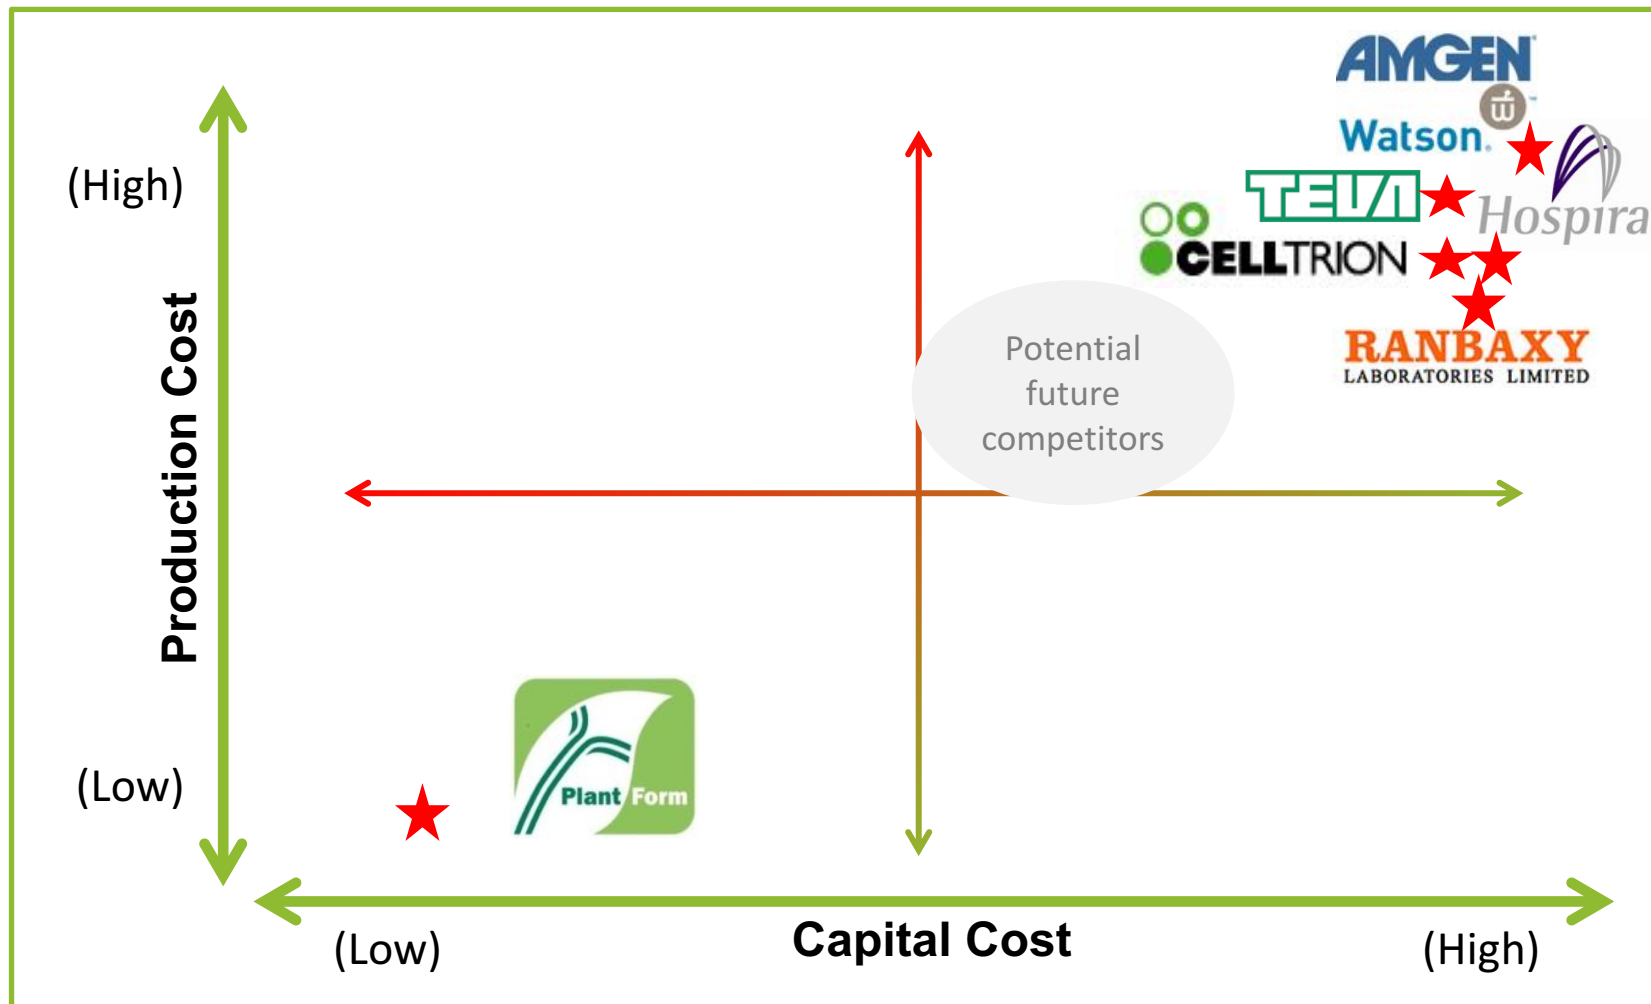 AMGEN
Watson.
(High)
TEVA
Hospira
CELLTRION
Potential
future
competitors
RANBAXY
LABORATORIES LIMITED
Production Cost
Plant Form
(Low)
(Low)
Capital Cost
(High)